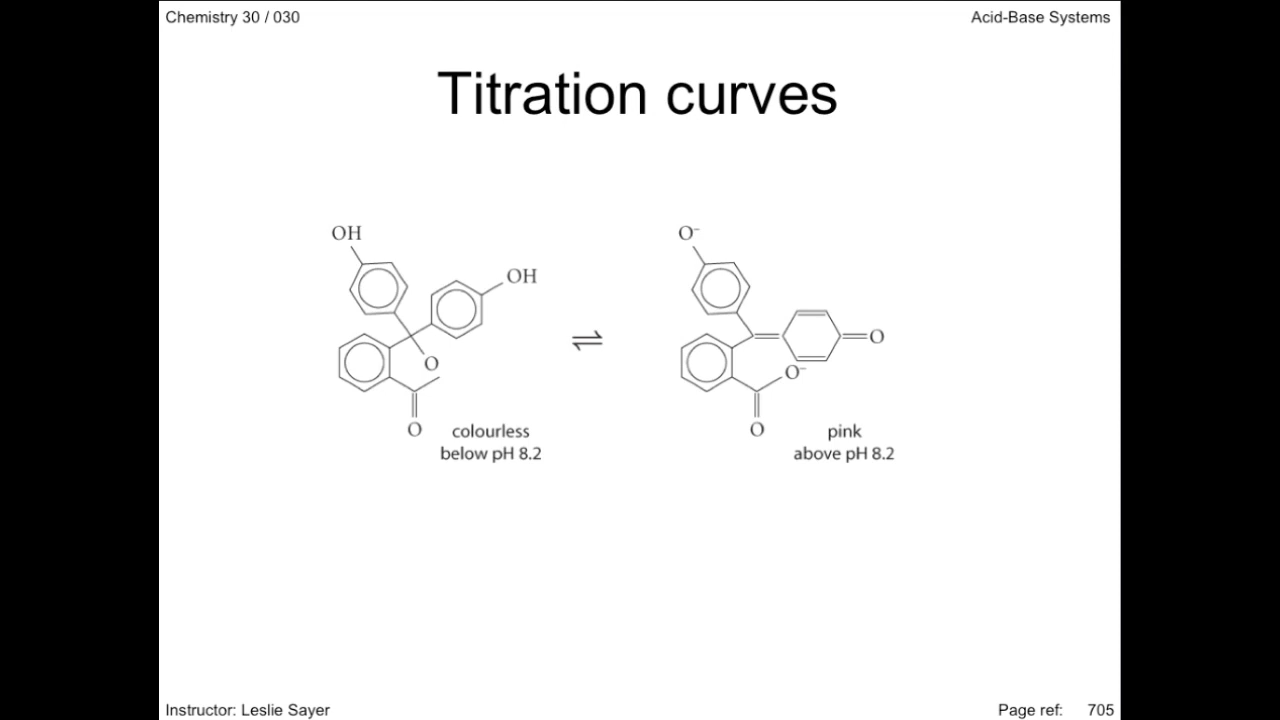 Chemistry 30 / 030
Acid-Base Systems
Titration curves
OH
OH
O
O
colourless
below pH 8.2
⇌
O⁻
O
O⁻
O
pink
above pH 8.2
Instructor: Leslie Sayer
Page ref: 705